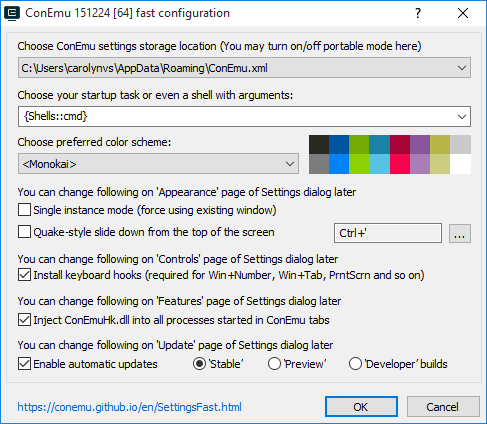 ConEmu 151224 [64] fast configuration
Choose ConEmu settings storage location (You may turn on/off portable mode here)
C:\Users\carolynvs\AppData\Roaming\ConEmu.xml
Choose your startup task or even a shell with arguments:
{Shells::cmd}
Choose preferred color scheme:
<Monokai>
You can change following on 'Appearance' page of Settings dialog later
Single instance mode (force using existing window)
Quake-style slide down from the top of the screen Ctrl+' ...
You can change following on 'Controls' page of Settings dialog later
Install keyboard hooks (required for Win+Number, Win+Tab, PrntScrn and so on)
You can change following on 'Features' page of Settings dialog later
Inject ConEmuHk.dll into all processes started in ConEmu tabs
You can change following on 'Update' page of Settings dialog later
Enable automatic updates 'Stable' 'Preview' 'Developer' builds
https://conemu.github.io/en/SettingsFast.html OK Cancel